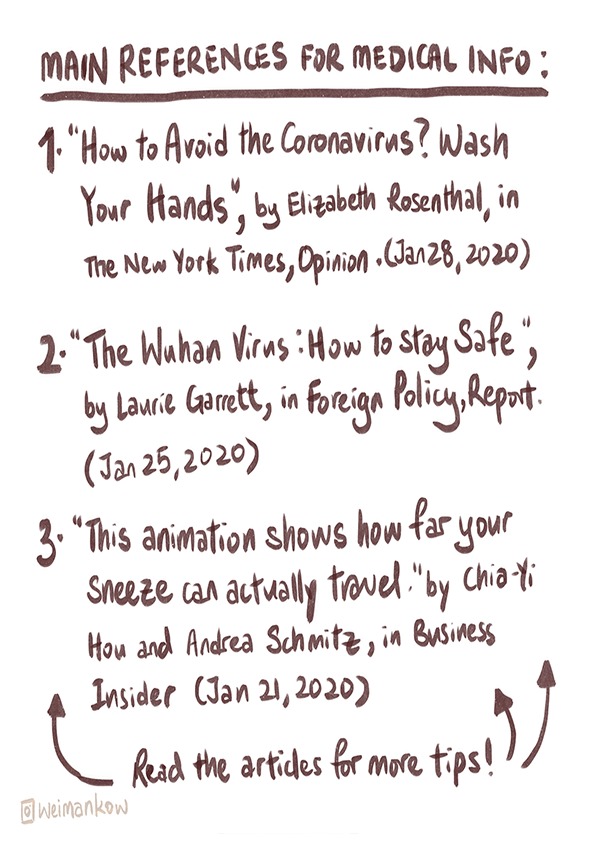 MAIN REFERENCES FOR MEDICAL INFO:
1. "How to Avoid the Coronavirus? Wash
Your Hands", by Elizabeth Rosenthal, in
The New York Times, Opinion. (Jan 28, 2020)
2. "The Wuhan Virus: How to stay Safe",
by Laurie Garrett, in Foreign Policy, Report.
(Jan 25, 2020)
3. "This animation shows how far your
Sneeze can actually travel." by Chia-Yi
Hou and Andrea Schmitz, in Business
Insider (Jan 21, 2020)
Read the articles for more tips!
weimankow